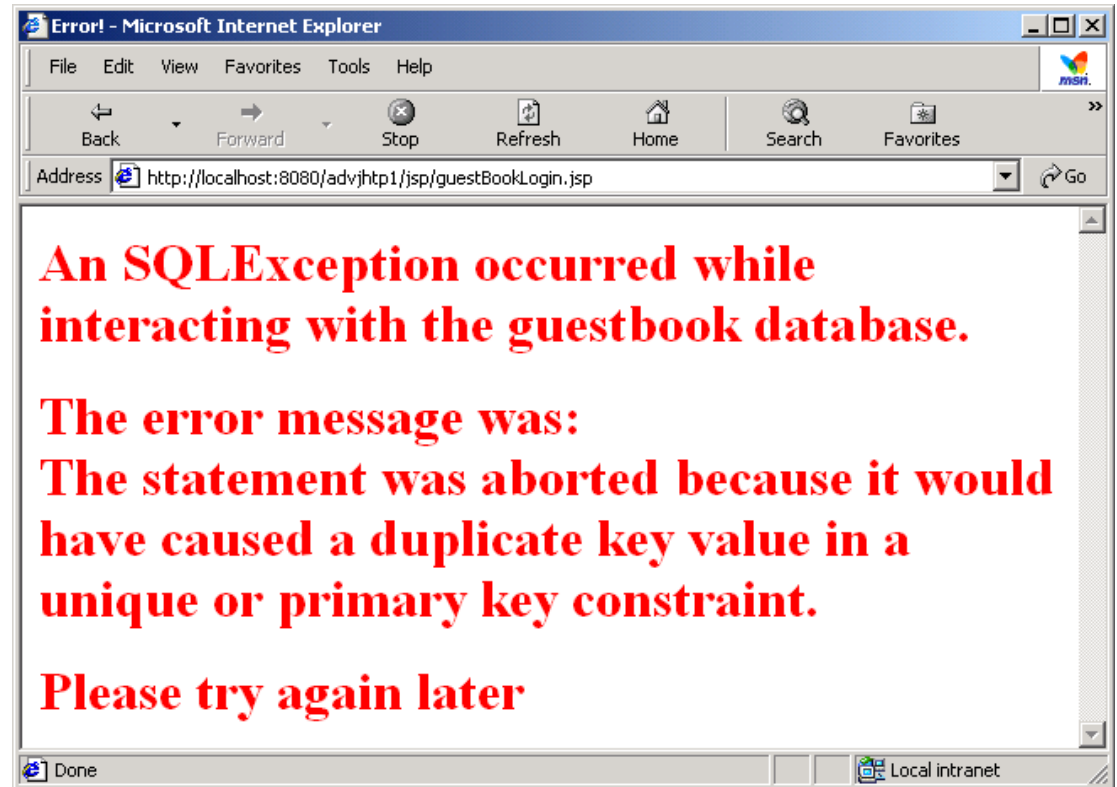 Error! - Microsoft Internet Explorer
File Edit View Favorites Tools Help
msn.
Back Forward Stop Refresh Home Search Favorites »
Address http://localhost:8080/advjhtp1/jsp/guestBookLogin.jsp Go
An SQLException occurred while
interacting with the guestbook database.
The error message was:
The statement was aborted because it would
have caused a duplicate key value in a
unique or primary key constraint.
Please try again later
Done Local intranet